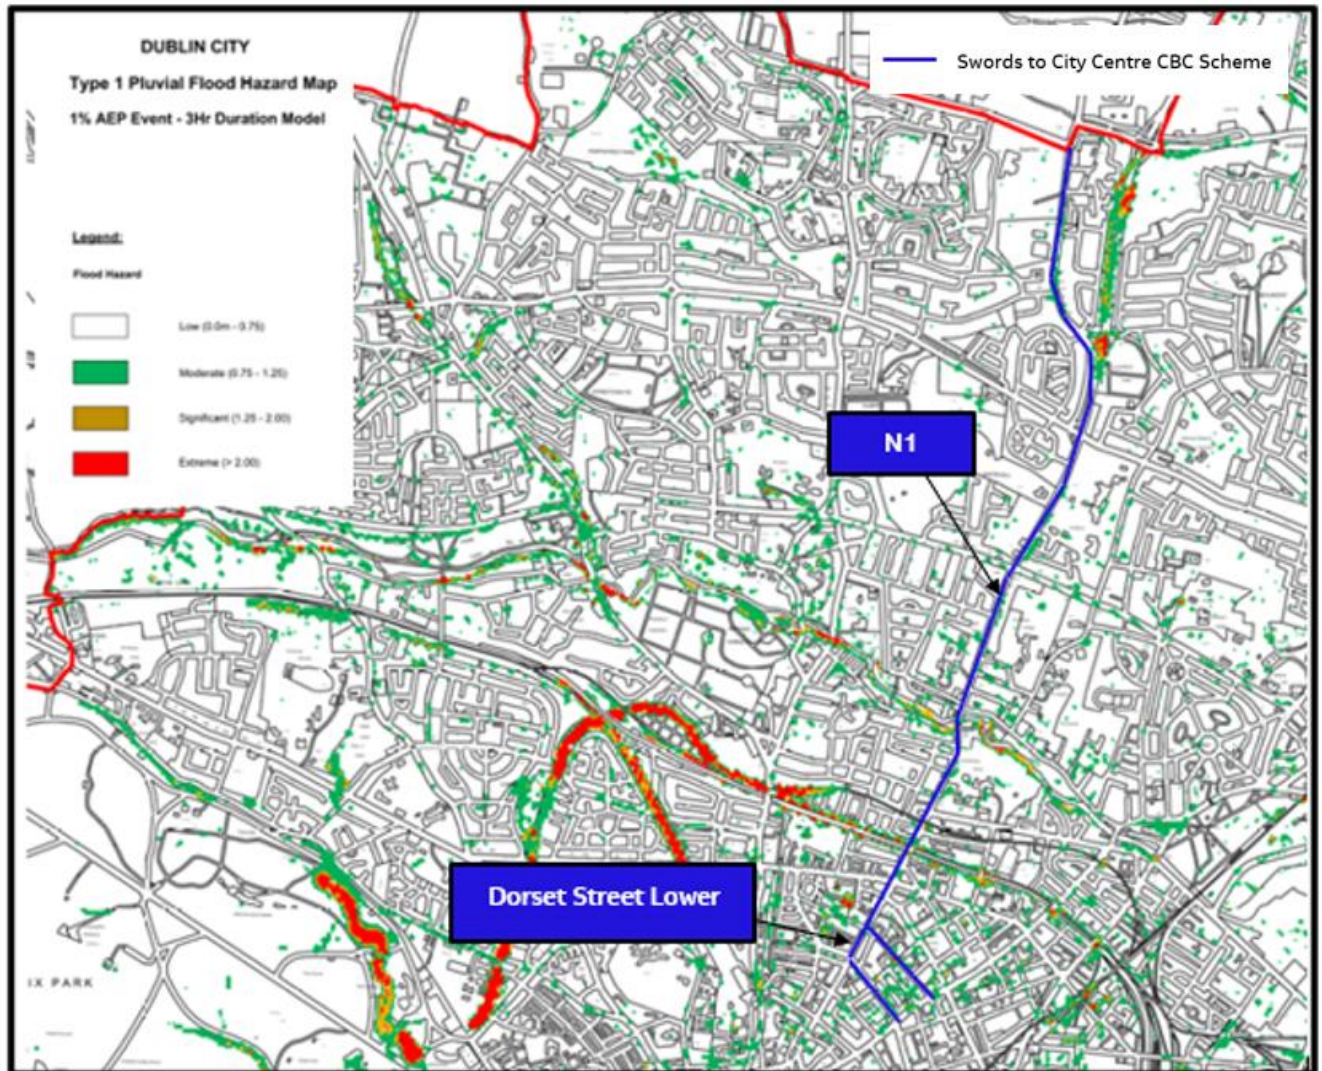 DUBLIN CITY
Type 1 Pluvial Flood Hazard Map
1% AEP Event - 3Hr Duration Model
Legend:
Flood Hazard
Low (0.0m - 0.75)
Moderate (0.75 - 1.25)
Significant (1.25 - 2.00)
Extreme (> 2.00)
Swords to City Centre CBC Scheme
N1
Dorset Street Lower
IX PARK